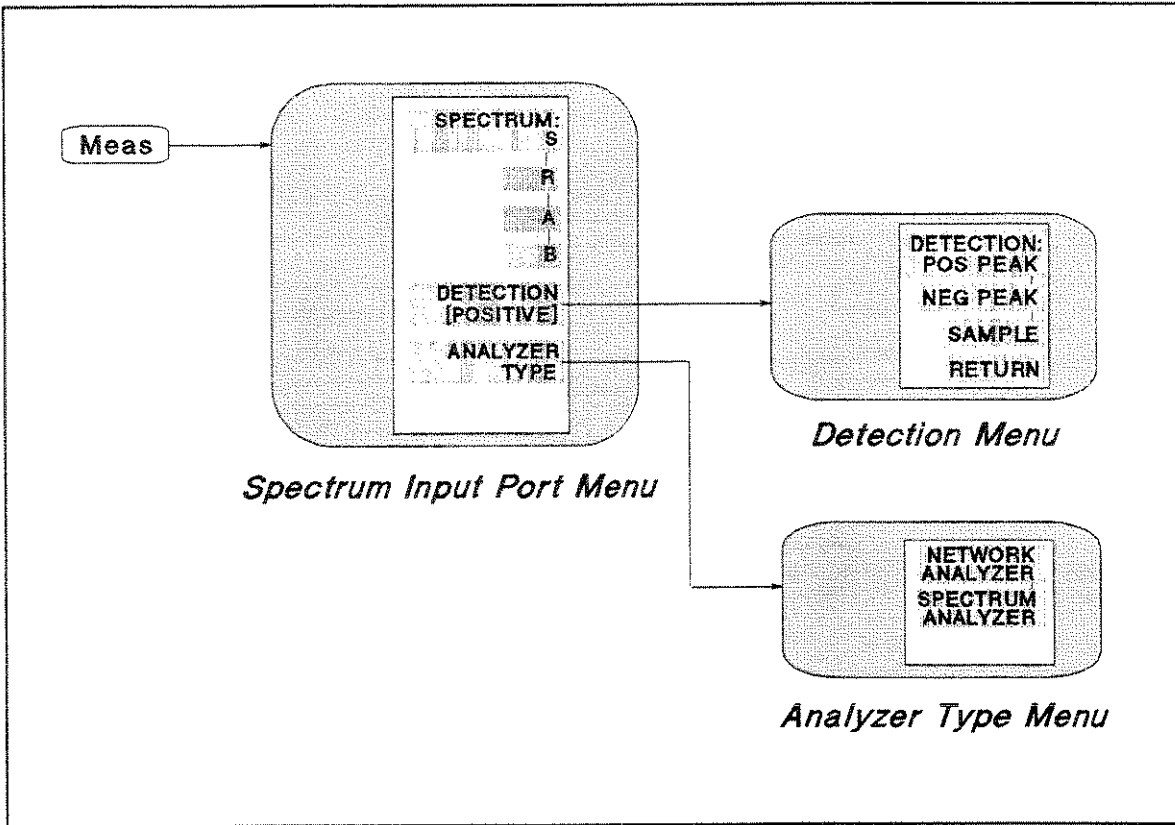 Meas
SPECTRUM:
S
R
A
B
DETECTION
[POSITIVE]
ANALYZER
TYPE
Spectrum Input Port Menu
DETECTION:
POS PEAK
NEG PEAK
SAMPLE
RETURN
Detection Menu
NETWORK
ANALYZER
SPECTRUM
ANALYZER
Analyzer Type Menu